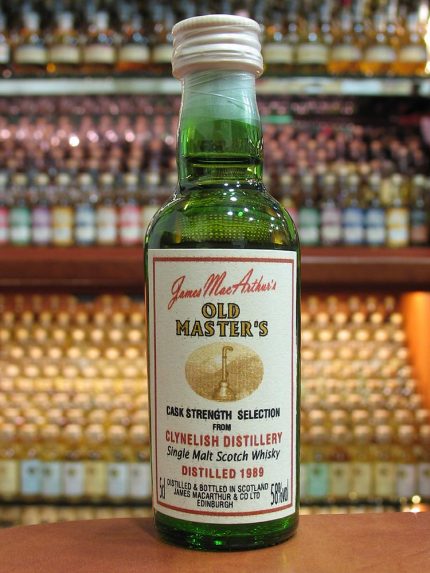 James MacArthur's
OLD
MASTER'S
CASK STRENGTH SELECTION
FROM
CLYNELISH DISTILLERY
Single Malt Scotch Whisky
DISTILLED 1989
5cl DISTILLED & BOTTLED IN SCOTLAND 58%vol
JAMES MACARTHUR & CO LTD
EDINBURGH